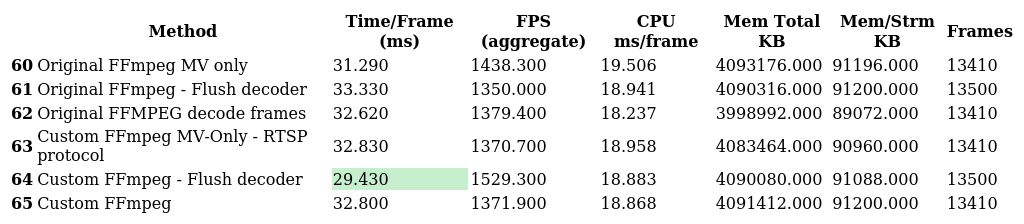 Method Time/Frame (ms) FPS (aggregate) CPU ms/frame Mem Total KB Mem/Strm KB Frames
60 Original FFmpeg MV only 31.290 1438.300 19.506 4093176.000 91196.000 13410
61 Original FFmpeg - Flush decoder 33.330 1350.000 18.941 4090316.000 91200.000 13500
62 Original FFMPEG decode frames 32.620 1379.400 18.237 3998992.000 89072.000 13410
63 Custom FFmpeg MV-Only - RTSP protocol 32.830 1370.700 18.958 4083464.000 90960.000 13410
64 Custom FFmpeg - Flush decoder 29.430 1529.300 18.883 4090080.000 91088.000 13500
65 Custom FFmpeg 32.800 1371.900 18.868 4091412.000 91200.000 13410